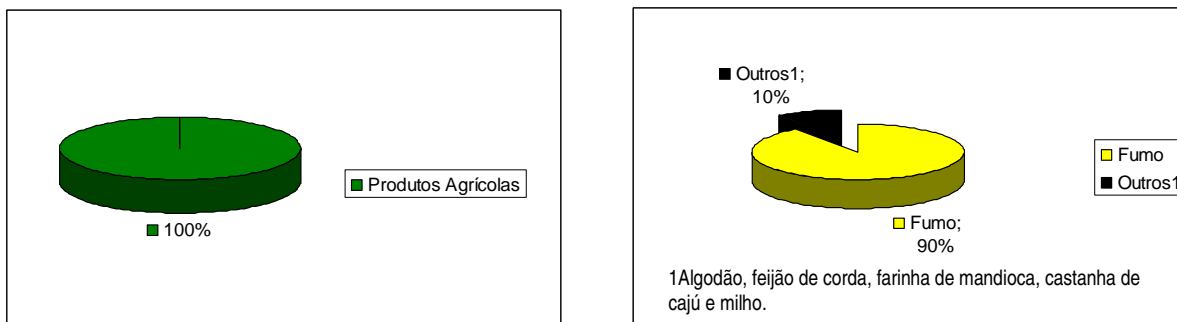 Produtos Agrícolas
100%
Outros1;
10%
Fumo
Outros1
Fumo;
90%
1Algodão, feijão de corda, farinha de mandioca, castanha de
cajú e milho.